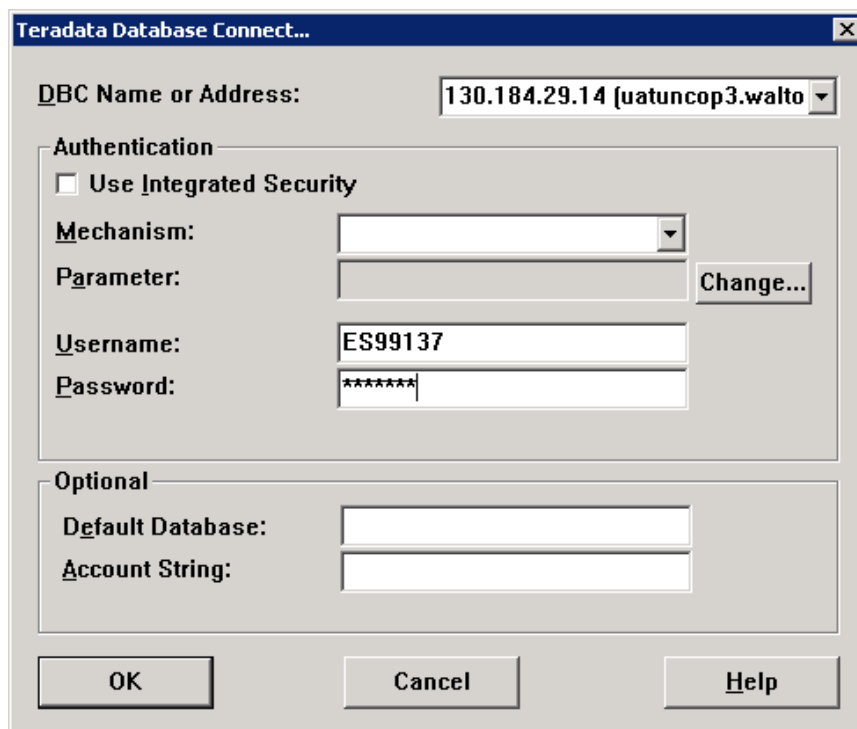 Teradata Database Connect...
DBC Name or Address: 130.184.29.14 (uatuncop3.walto
Authentication
Use Integrated Security
Mechanism:
Parameter: Change...
Username: ES99137
Password: *******
Optional
Default Database:
Account String:
OK Cancel Help